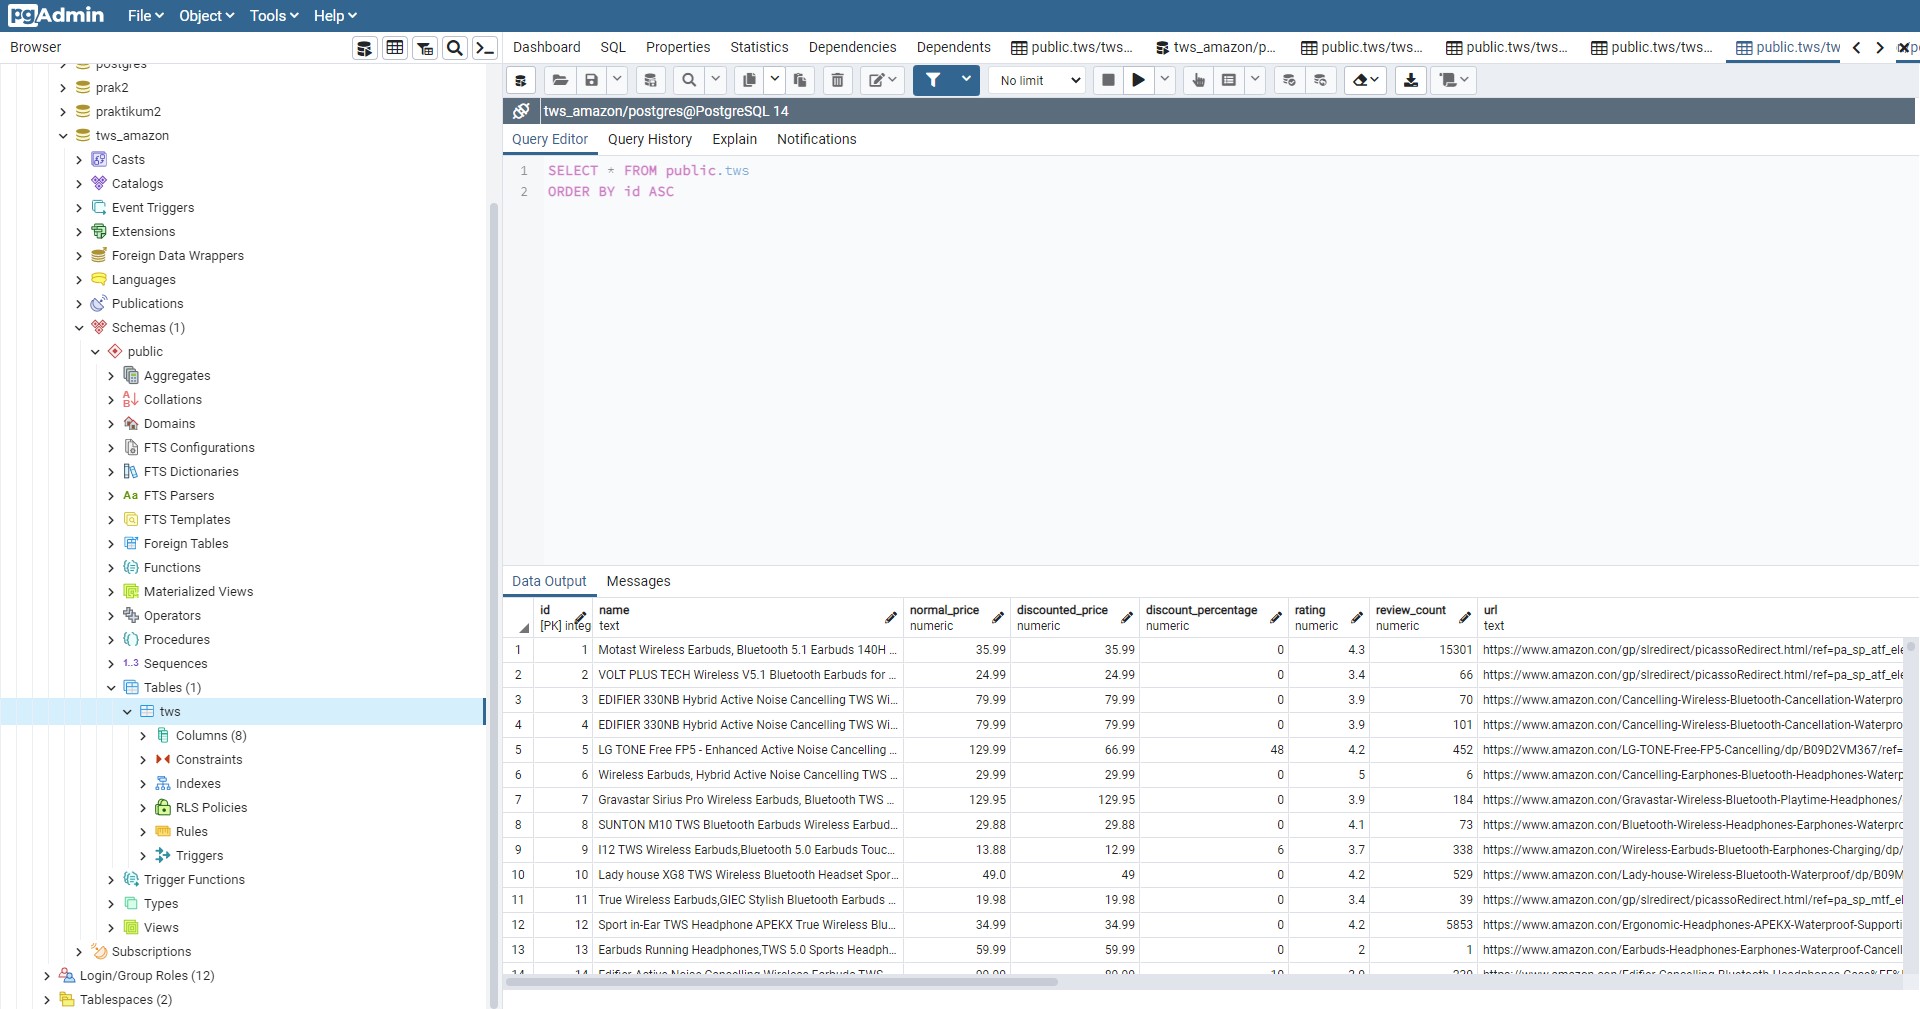 pgAdmin File Object Tools Help
Browser
Dashboard SQL Properties Statistics Dependencies Dependents public.tws/tws... tws_amazon/p... public.tws/tws... public.tws/tws... public.tws/tws... public.tws/tw
No limit
tws_amazon/postgres@PostgreSQL 14
Query Editor Query History Explain Notifications
1 SELECT * FROM public.tws
2 ORDER BY id ASC
postgres
prak2
praktikum2
tws_amazon
Casts
Catalogs
Event Triggers
Extensions
Foreign Data Wrappers
Languages
Publications
Schemas (1)
public
Aggregates
Collations
Domains
FTS Configurations
FTS Dictionaries
Aa FTS Parsers
FTS Templates
Foreign Tables
Functions
Materialized Views
Operators
Procedures
1..3 Sequences
Tables (1)
tws
Columns (8)
Constraints
Indexes
RLS Policies
Rules
Triggers
Trigger Functions
Types
Views
Subscriptions
Login/Group Roles (12)
Tablespaces (2)
Data Output Messages
id name normal_price discounted_price discount_percentage rating review_count url
[PK] integ text numeric numeric numeric numeric numeric text
1 1 Motast Wireless Earbuds, Bluetooth 5.1 Earbuds 140H ... 35.99 35.99 0 4.3 15301 https://www.amazon.con/gp/slredirect/picassoRedirect.html/ref=pa_sp_atf_ele
2 2 VOLT PLUS TECH Wireless V5.1 Bluetooth Earbuds for ... 24.99 24.99 0 3.4 66 https://www.amazon.con/gp/slredirect/picassoRedirect.html/ref=pa_sp_atf_ele
3 3 EDIFIER 330NB Hybrid Active Noise Cancelling TWS Wi... 79.99 79.99 0 3.9 70 https://www.amazon.con/Cancelling-Wireless-Bluetooth-Cancellation-Waterpro
4 4 EDIFIER 330NB Hybrid Active Noise Cancelling TWS Wi... 79.99 79.99 0 3.9 101 https://www.amazon.con/Cancelling-Wireless-Bluetooth-Cancellation-Waterpro
5 5 LG TONE Free FP5 - Enhanced Active Noise Cancelling ... 129.99 66.99 48 4.2 452 https://www.amazon.con/LG-TONE-Free-FP5-Cancelling/dp/B09D2VM367/ref=
6 6 Wireless Earbuds, Hybrid Active Noise Cancelling TWS ... 29.99 29.99 0 5 6 https://www.amazon.con/Cancelling-Earphones-Bluetooth-Headphones-Waterp
7 7 Gravastar Sirius Pro Wireless Earbuds, Bluetooth TWS ... 129.95 129.95 0 3.9 184 https://www.amazon.con/Gravastar-Wireless-Bluetooth-Playtime-Headphones/
8 8 SUNTON M10 TWS Bluetooth Earbuds Wireless Earbud... 29.88 29.88 0 4.1 73 https://www.amazon.con/Bluetooth-Wireless-Headphones-Earphones-Waterprc
9 9 I12 TWS Wireless Earbuds,Bluetooth 5.0 Earbuds Touc... 13.88 12.99 6 3.7 338 https://www.amazon.con/Wireless-Earbuds-Bluetooth-Earphones-Charging/dp/
10 10 Lady house XG8 TWS Wireless Bluetooth Headset Spor... 49.0 49 0 4.2 529 https://www.amazon.con/Lady-house-Wireless-Bluetooth-Waterproof/dp/B09M
11 11 True Wireless Earbuds,GIEC Stylish Bluetooth Earbuds ... 19.98 19.98 0 3.4 39 https://www.amazon.con/gp/slredirect/picassoRedirect.html/ref=pa_sp_mtf_el
12 12 Sport in-Ear TWS Headphone APEKX True Wireless Blu... 34.99 34.99 0 4.2 5853 https://www.amazon.con/Ergonomic-Headphones-APEKX-Waterproof-Supporti
13 13 Earbuds Running Headphones,TWS 5.0 Sports Headph... 59.99 59.99 0 2 1 https://www.amazon.con/Earbuds-Headphones-Earphones-Waterproof-Cancell
14 14 Edifier Active Noise Cancelling Wireless Earbuds TWS